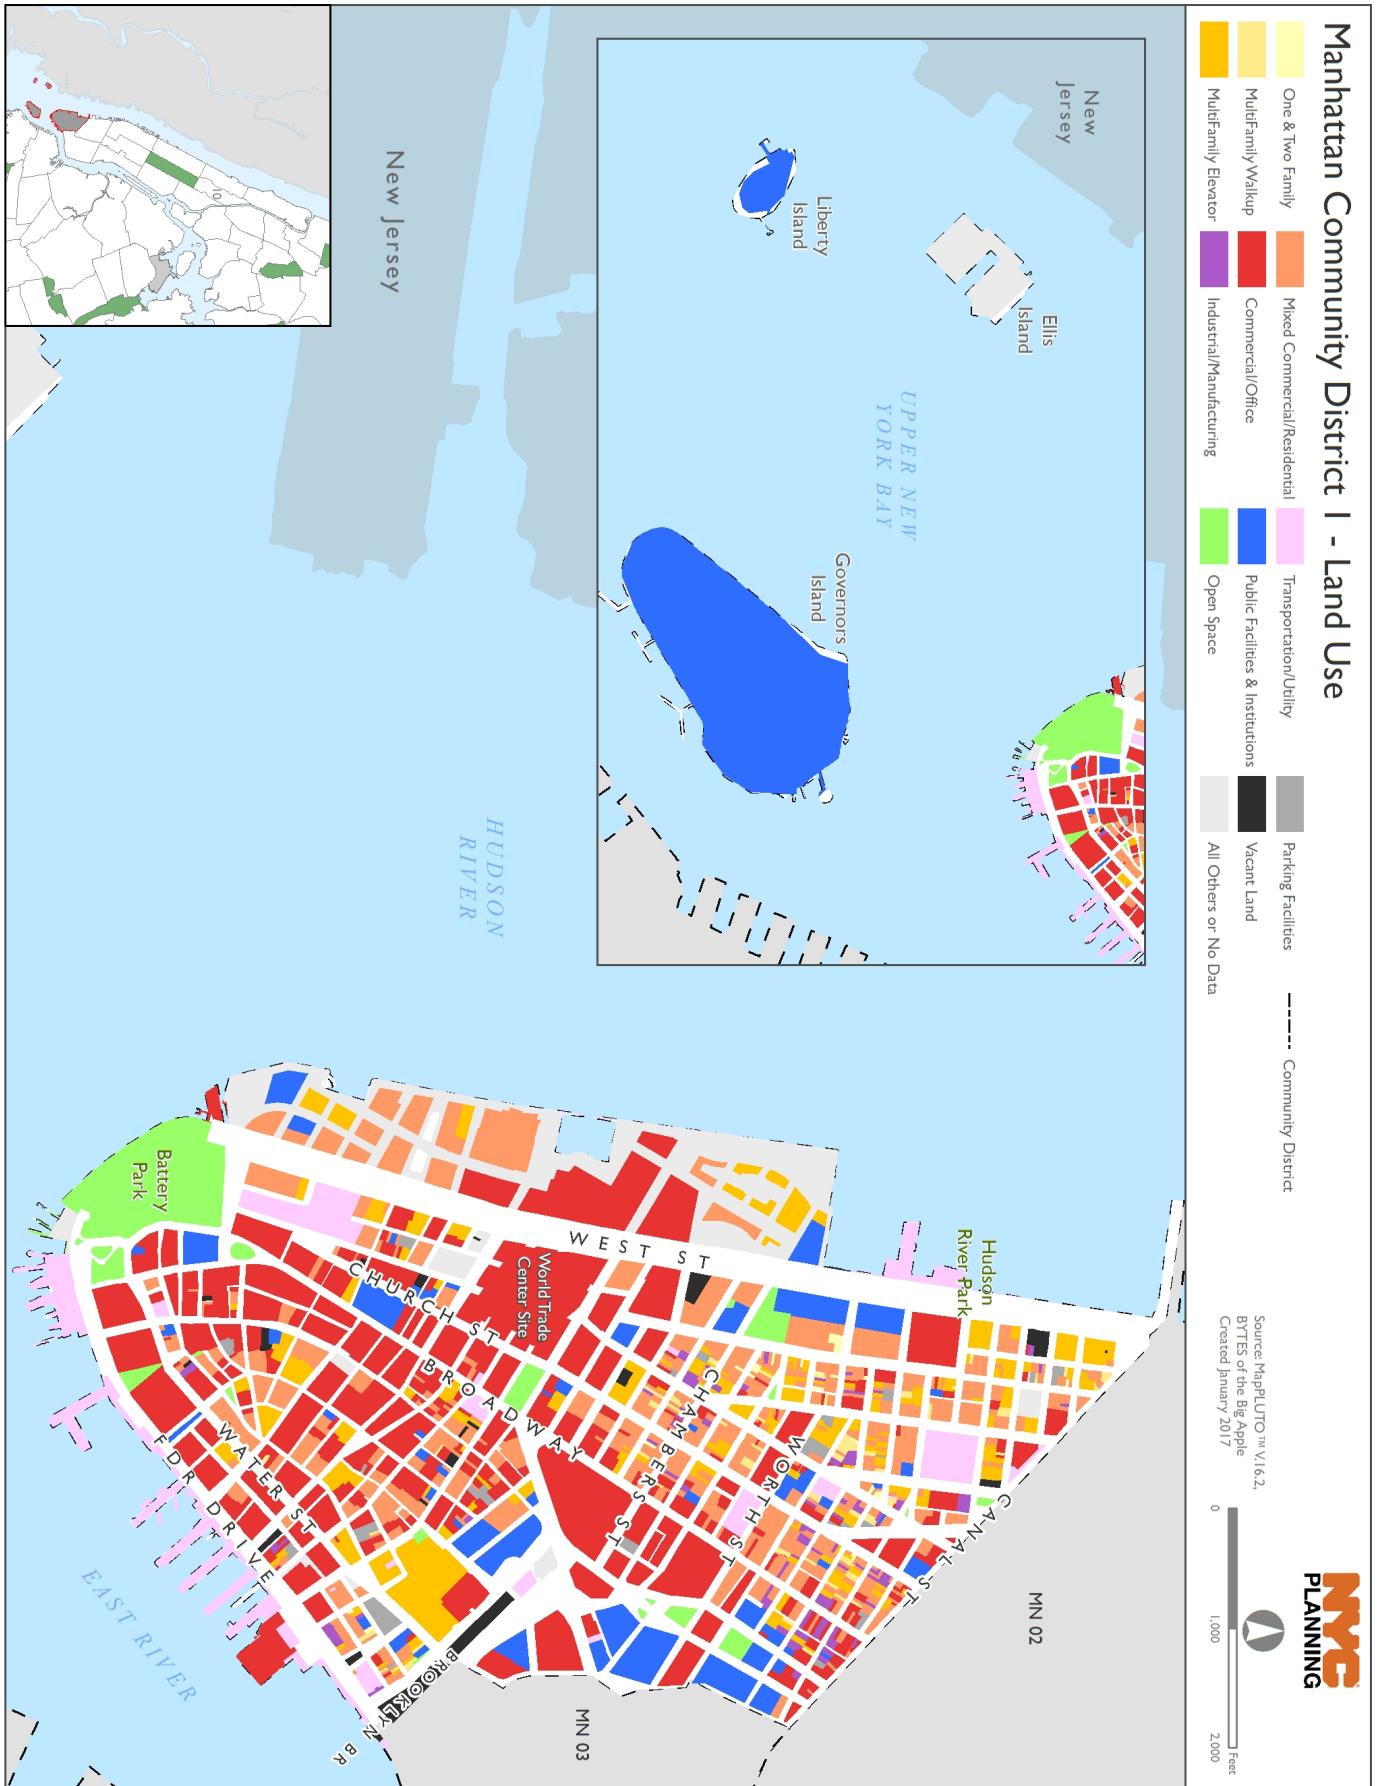 Manhattan Community District 1 - Land Use
One & Two Family
MultiFamily Walkup
MultiFamily Elevator
Mixed Commercial/Residential
Commercial/Office
Industrial/Manufacturing
Transportation/Utility
Public Facilities & Institutions
Open Space
Parking Facilities
Vacant Land
All Others or No Data
Community District
Source: MapPLUTO™ V.16.2,
BYTES of the Big Apple
Created January 2017
0
1,000
2,000
Feet
NYC
PLANNING
New
Jersey
Liberty
Island
Ellis
Island
UPPER NEW
YORK BAY
Governors
Island
New Jersey
10
HUDSON
RIVER
Hudson
River Park
WEST ST
World Trade
Center Site
CHURCH ST
BROADWAY
CHAMBERS ST
WORTH ST
CANAL ST
WATER ST
FDR DRIVE
Battery
Park
EAST RIVER
BROOKLYN BR
MN 02
MN 03